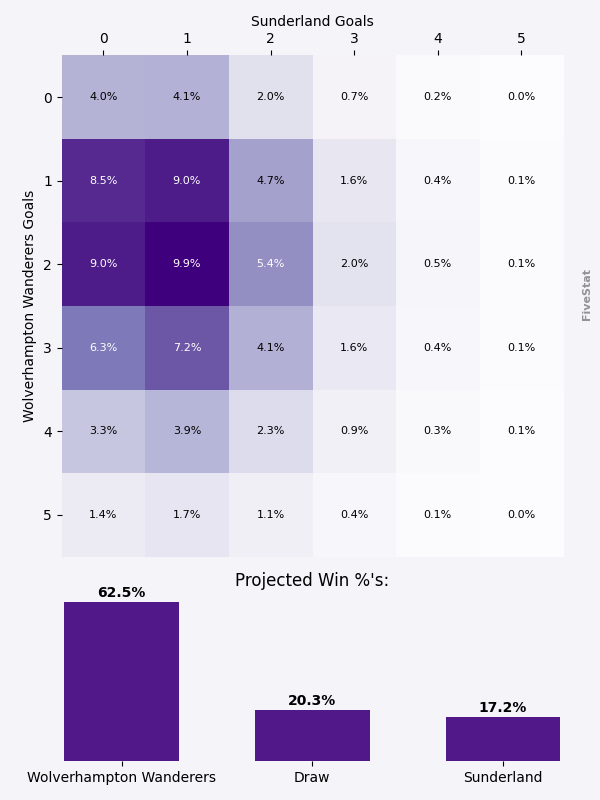 Sunderland Goals
0 1 2 3 4 5
Wolverhampton Wanderers Goals
0 4.0% 4.1% 2.0% 0.7% 0.2% 0.0%
1 8.5% 9.0% 4.7% 1.6% 0.4% 0.1%
2 9.0% 9.9% 5.4% 2.0% 0.5% 0.1%
3 6.3% 7.2% 4.1% 1.6% 0.4% 0.1%
4 3.3% 3.9% 2.3% 0.9% 0.3% 0.1%
5 1.4% 1.7% 1.1% 0.4% 0.1% 0.0%
FiveStat
Projected Win %'s:
62.5%
20.3%
17.2%
Wolverhampton Wanderers Draw Sunderland